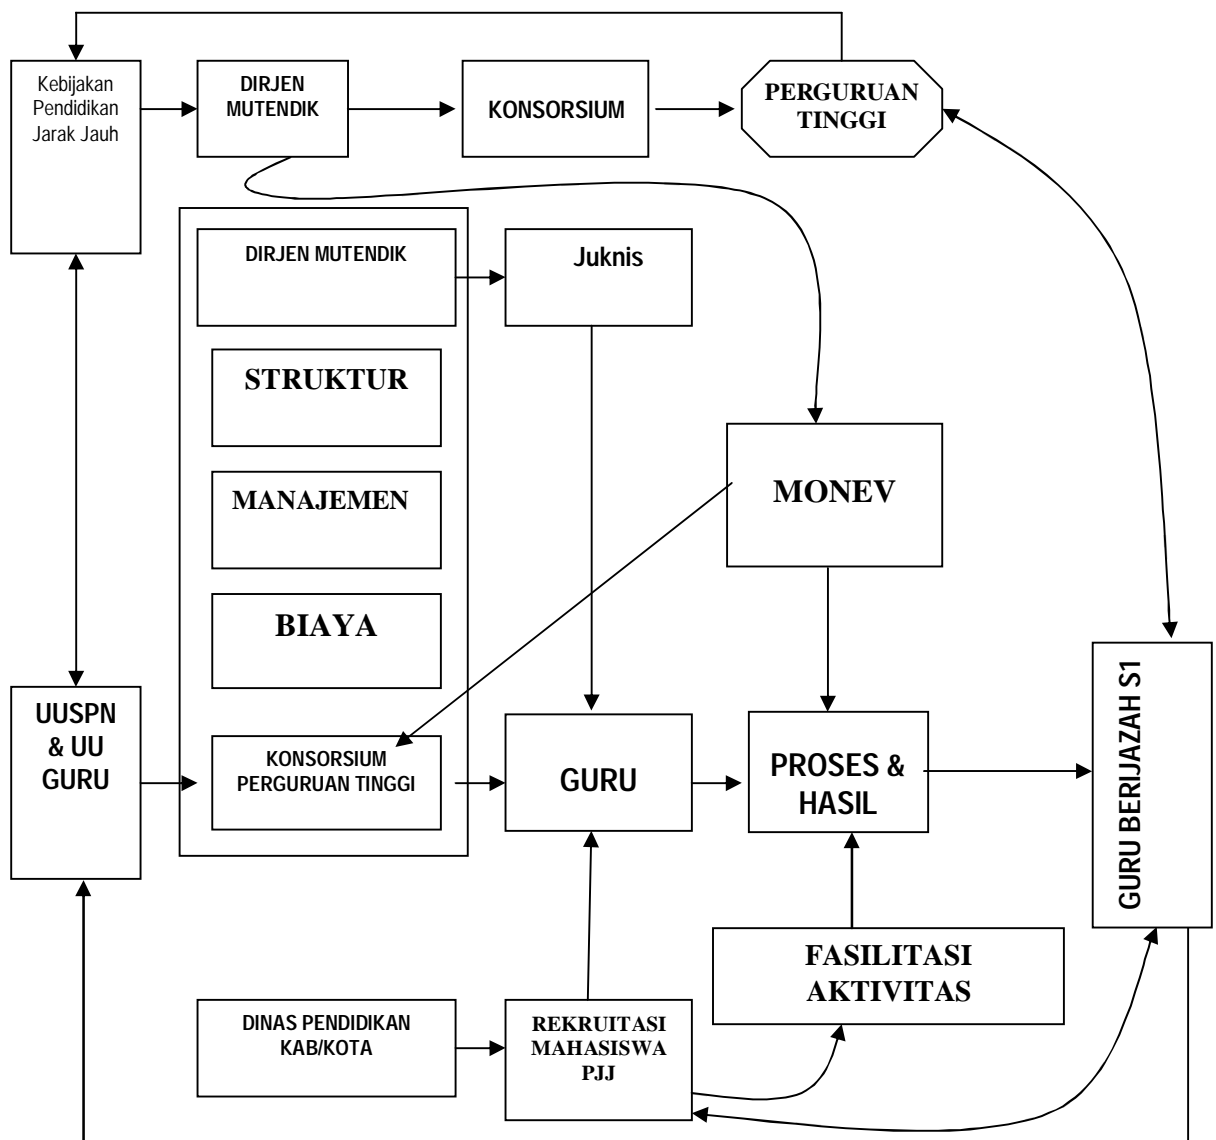 Kebijakan
Pendidikan
Jarak Jauh
DIRJEN
MUTENDIK
KONSORSIUM
PERGURUAN
TINGGI
DIRJEN MUTENDIK
Juknis
STRUKTUR
MANAJEMEN
MONEV
BIAYA
UUSPN
& UU
GURU
KONSORSIUM
PERGURUAN TINGGI
GURU
PROSES &
HASIL
GURU BERIJAZAH S1
FASILITASI
AKTIVITAS
DINAS PENDIDIKAN
KAB/KOTA
REKRUITASI
MAHASISWA
PJJ